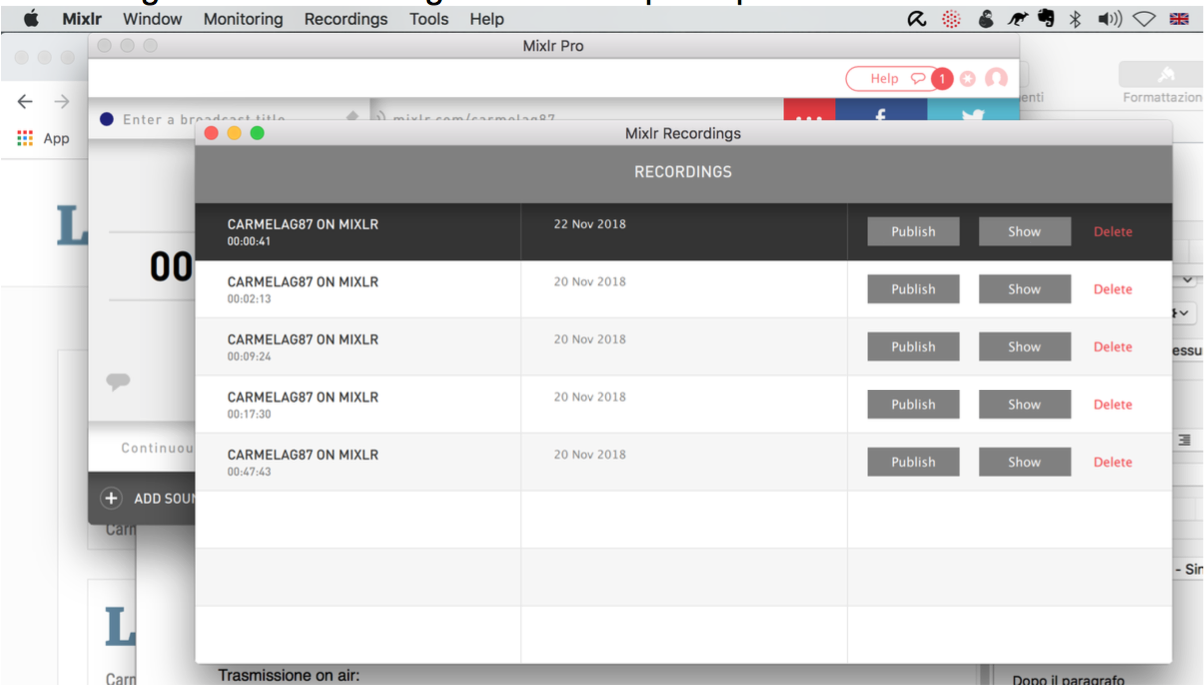 Mixlr Window Monitoring Recordings Tools Help
Mixlr Pro
Help 1
enti Formattazion
Enter a broadcast title mixlr.com/carmelag87
App
Mixlr Recordings
RECORDINGS
CARMELAG87 ON MIXLR 22 Nov 2018 Publish Show Delete
00:00:41
CARMELAG87 ON MIXLR 20 Nov 2018 Publish Show Delete
00:02:13
CARMELAG87 ON MIXLR 20 Nov 2018 Publish Show Delete
00:09:24
CARMELAG87 ON MIXLR 20 Nov 2018 Publish Show Delete
00:17:30
CARMELAG87 ON MIXLR 20 Nov 2018 Publish Show Delete
00:47:43
L
00
essu
Continuou
ADD SOUN
Carn
- Sin
L
Carn
Trasmissione on air:
Dopo il paragrafo